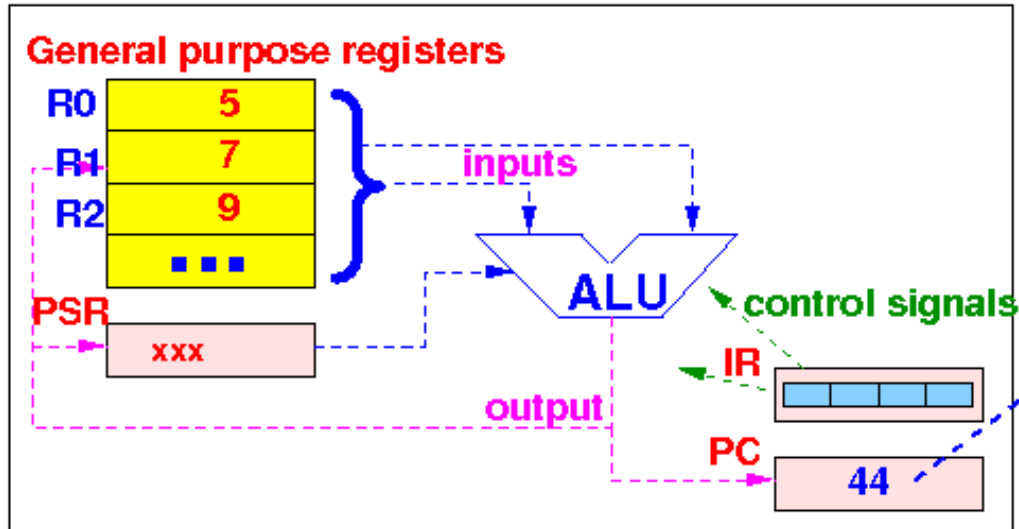 General purpose registers
R0 5
R1 7
inputs
R2 9
ALU
control signals
PSR
xxx
IR
output
PC
44